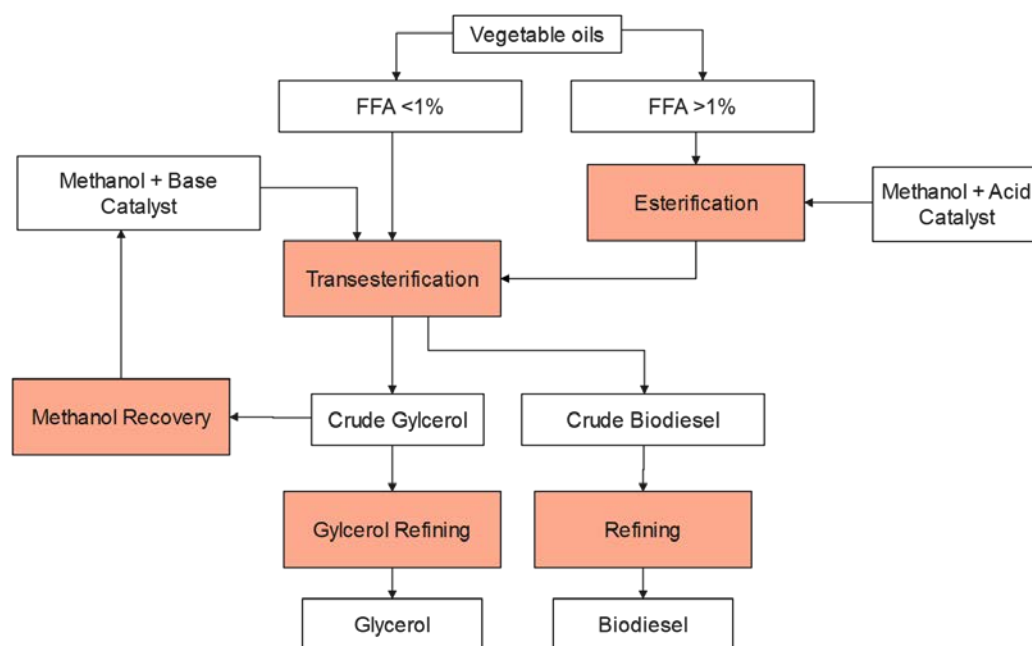 Vegetable oils
FFA <1%
FFA >1%
Methanol + Base
Catalyst
Esterification
Methanol + Acid
Catalyst
Transesterification
Methanol Recovery
Crude Gylcerol
Crude Biodiesel
Gylcerol Refining
Refining
Glycerol
Biodiesel